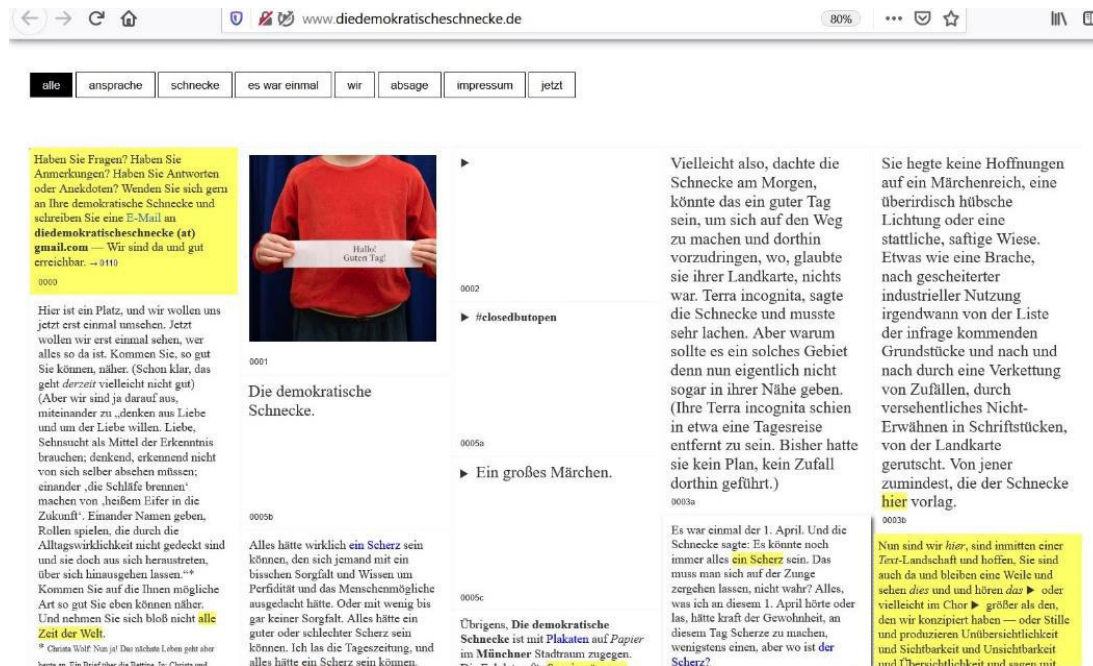 www.diedemokratischeschnecke.de
80%
alle
ansprache
schnecke
es war einmal
wir
absage
impressum
jetzt
Haben Sie Fragen? Haben Sie
Anmerkungen? Haben Sie Antworten
oder Anekdoten? Wenden Sie sich gern
an Ihre demokratische Schnecke und
schreiben Sie eine E-Mail an
diedemokratischeschnecke (at)
gmail.com — Wir sind da und gut
erreichbar. → 0110
0000
Hier ist ein Platz, und wir wollen uns
jetzt erst einmal umsehen. Jetzt
wollen wir erst einmal sehen, wer
alles so da ist. Kommen Sie, so gut
Sie können, näher. (Schon klar, das
geht derzeit vielleicht nicht gut)
(Aber wir sind ja darauf aus,
miteinander zu „denken aus Liebe
und um der Liebe willen. Liebe,
Sehnsucht als Mittel der Erkenntnis
brauchen; denkend, erkennend nicht
von sich selber absehen müssen;
einander ‚die Schläfe brennen‘
machen von ‚heißem Eifer in die
Zukunft‘. Einander Namen geben,
Rollen spielen, die durch die
Alltagswirklichkeit nicht gedeckt sind
und sie doch aus sich heraustreten,
über sich hinausgehen lassen.“*
Kommen Sie auf die Ihnen mögliche
Art so gut Sie eben können näher.
Und nehmen Sie sich bloß nicht alle
Zeit der Welt.
* Christa Wolf: Nun ja! Das nächste Leben geht aber
heute an. Ein Brief über die Bettine. In: Christa und
Hallo!
Guten Tag!
0001
Die demokratische
Schnecke.
0005b
Alles hätte wirklich ein Scherz sein
können, den sich jemand mit ein
bisschen Sorgfalt und Wissen um
Perfidität und das Menschenmögliche
ausgedacht hätte. Oder mit wenig bis
gar keiner Sorgfalt. Alles hätte ein
guter oder schlechter Scherz sein
können. Ich las die Tageszeitung, und
alles hätte ein Scherz sein können.
▶
0002
▶ #closedbutopen
0005a
▶ Ein großes Märchen.
0005c
Übrigens, Die demokratische
Schnecke ist mit Plakaten auf Papier
im Münchner Stadtraum zugegen.
Vielleicht also, dachte die
Schnecke am Morgen,
könnte das ein guter Tag
sein, um sich auf den Weg
zu machen und dorthin
vorzudringen, wo, glaubte
sie ihrer Landkarte, nichts
war. Terra incognita, sagte
die Schnecke und musste
sehr lachen. Aber warum
sollte es ein solches Gebiet
denn nun eigentlich nicht
sogar in ihrer Nähe geben.
(Ihre Terra incognita schien
in etwa eine Tagesreise
entfernt zu sein. Bisher hatte
sie kein Plan, kein Zufall
dorthin geführt.)
0003a
Es war einmal der 1. April. Und die
Schnecke sagte: Es könnte noch
immer alles ein Scherz sein. Das
muss man sich auf der Zunge
zergehen lassen, nicht wahr? Alles,
was ich an diesem 1. April hörte oder
las, hätte kraft der Gewohnheit, an
diesem Tag Scherze zu machen,
wenigstens einen, aber wo ist der
Scherz?
Sie hegte keine Hoffnungen
auf ein Märchenreich, eine
überirdisch hübsche
Lichtung oder eine
stattliche, saftige Wiese.
Etwas wie eine Brache,
nach gescheiterter
industrieller Nutzung
irgendwann von der Liste
der infrage kommenden
Grundstücke und nach und
nach durch eine Verkettung
von Zufällen, durch
versehentliches Nicht-
Erwähnen in Schriftstücken,
von der Landkarte
gerutscht. Von jener
zumindest, die der Schnecke
hier vorlag.
0003b
Nun sind wir hier, sind inmitten einer
Text-Landschaft und hoffen, Sie sind
auch da und bleiben eine Weile und
sehen dies und und hören das ▶ oder
vielleicht im Chor ▶ größer als den,
den wir konzipiert haben — oder Stille
und produzieren Unübersichtlichkeit
und Sichtbarkeit und Unsichtbarkeit
und Übersichtlichkeit und sagen mit